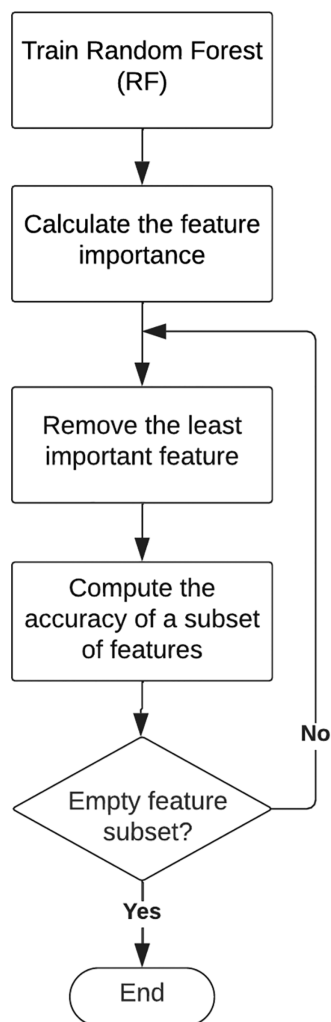 Train Random Forest
(RF)
Calculate the feature
importance
Remove the least
important feature
Compute the
accuracy of a subset
of features
No
Empty feature
subset?
Yes
End